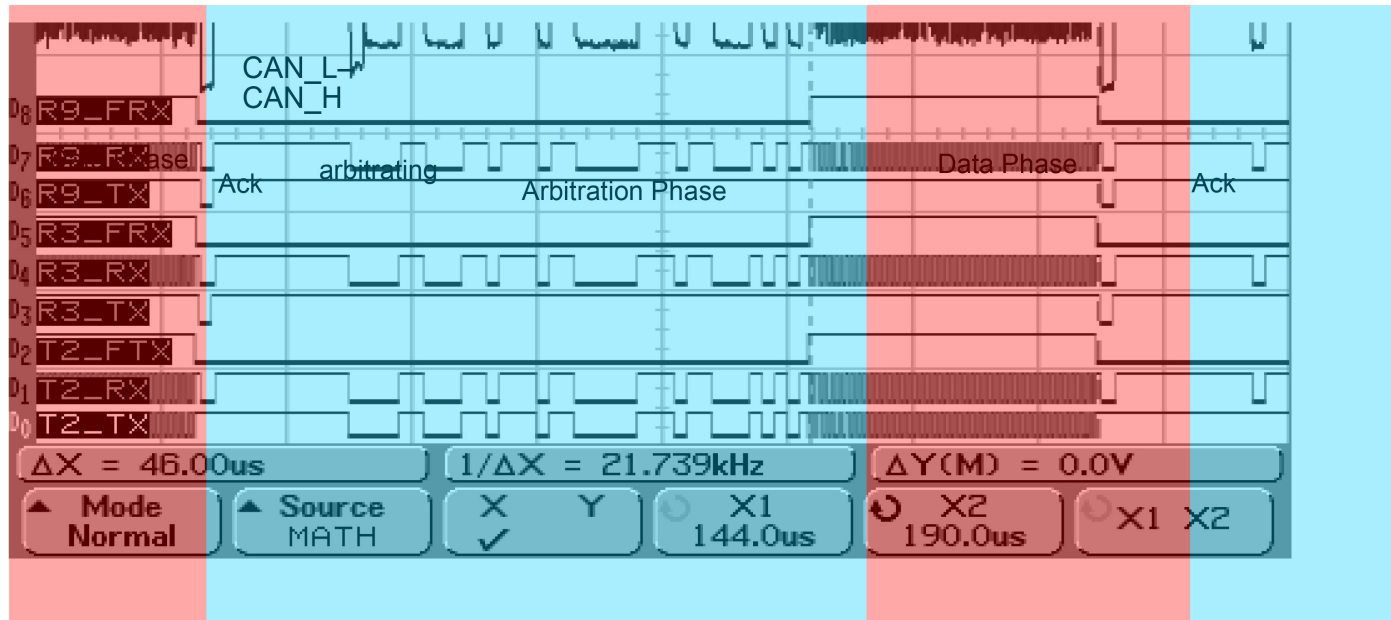 CAN_L
CAN_H
D8 R9_FRX
D7 R9_RX ase
arbitrating
Data Phase
D6 R9_TX
Ack
Arbitration Phase
Ack
D5 R3_FRX
D4 R3_RX
D3 R3_TX
D2 T2_FTX
D1 T2_RX
D0 T2_TX
ΔX = 46.00us
1/ΔX = 21.739kHz
ΔY(M) = 0.0V
Mode
Normal
Source
MATH
X Y
✓
X1
144.0us
X2
190.0us
X1 X2